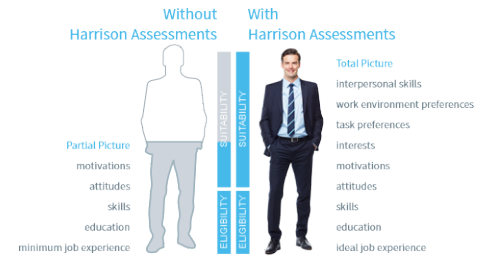 Without
Harrison Assessments
With
Harrison Assessments
SUITABILITY
ELIGIBILITY
SUITABILITY
ELIGIBILITY
Partial Picture
motivations
attitudes
skills
education
minimum job experience
Total Picture
interpersonal skills
work environment preferences
task preferences
interests
motivations
attitudes
skills
education
ideal job experience